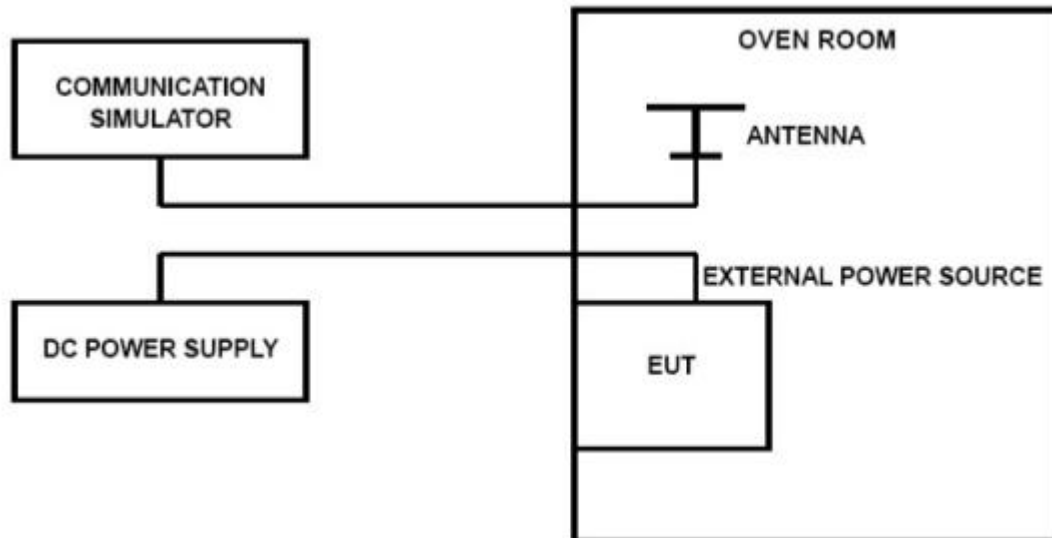 OVEN ROOM
COMMUNICATION
SIMULATOR
ANTENNA
EXTERNAL POWER SOURCE
DC POWER SUPPLY
EUT